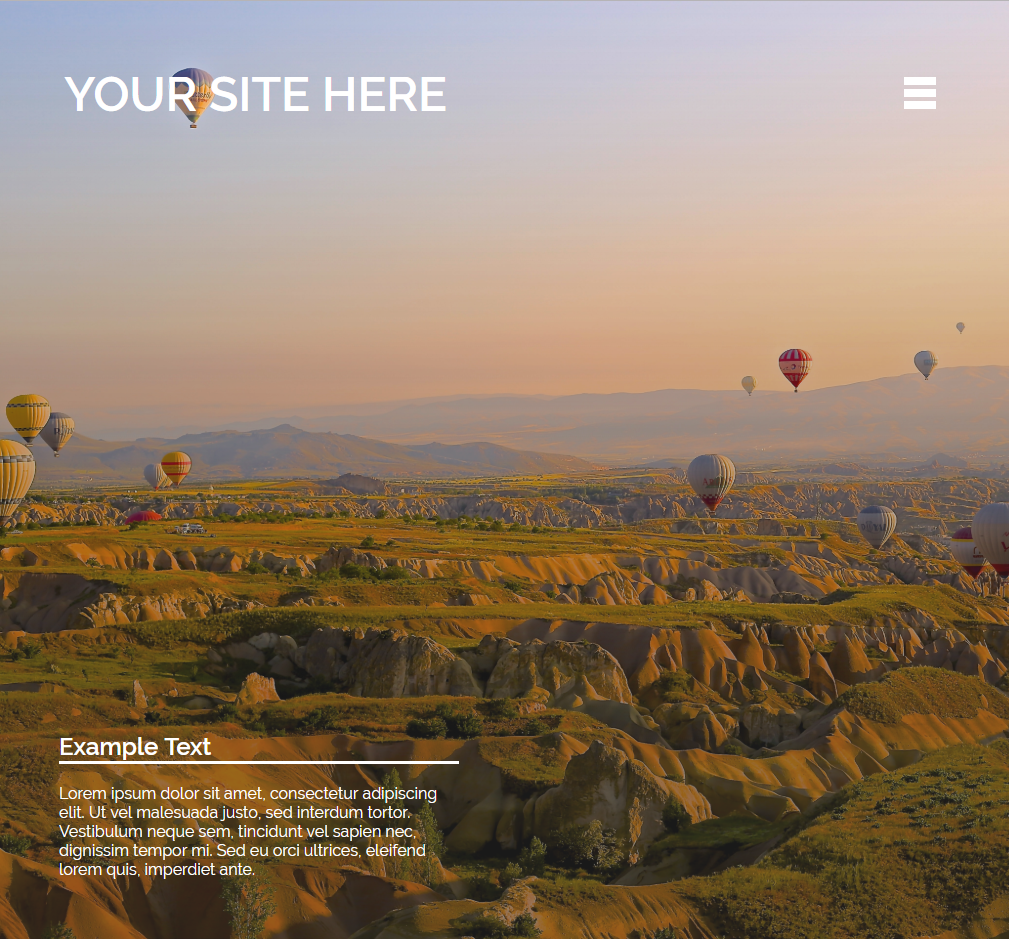 YOUR SITE HERE
Example Text
Lorem ipsum dolor sit amet, consectetur adipiscing
elit. Ut vel malesuada justo, sed interdum tortor.
Vestibulum neque sem, tincidunt vel sapien nec,
dignissim tempor mi. Sed eu orci ultrices, eleifend
lorem quis, imperdiet ante.